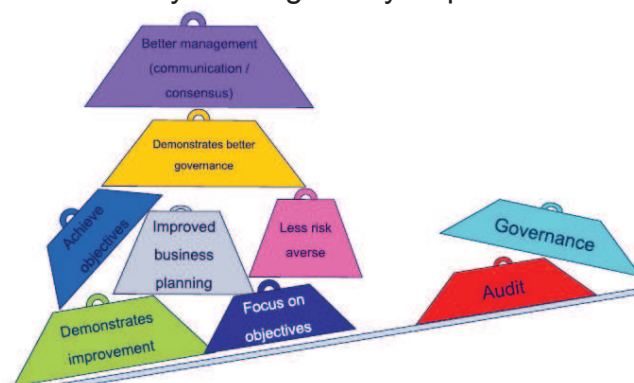 Better management
(communication /
consensus)
Demonstrates better
governance
Achieve
objectives
Improved
business
planning
Less risk
averse
Governance
Demonstrates
improvement
Focus on
objectives
Audit